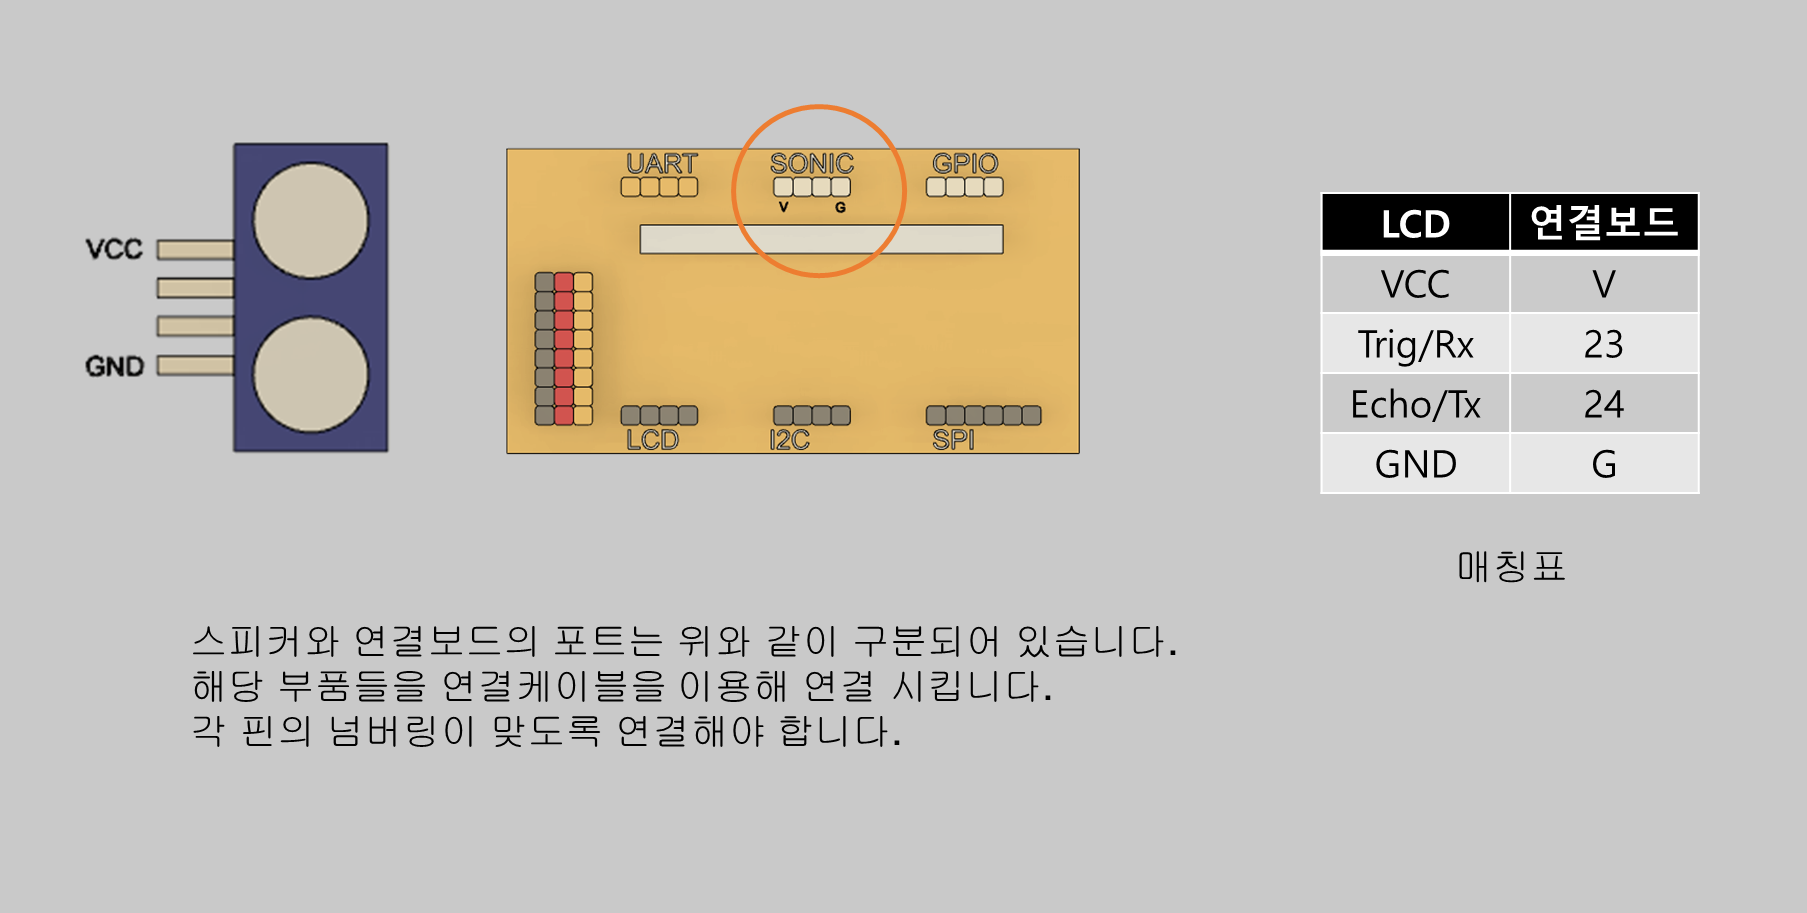 VCC
GND
UART
SONIC
GPIO
V
G
LCD
I2C
SPI
LCD 연결보드
VCC V
Trig/Rx 23
Echo/Tx 24
GND G
매칭표
스피커와 연결보드의 포트는 위와 같이 구분되어 있습니다.
해당 부품들을 연결케이블을 이용해 연결 시킵니다.
각 핀의 넘버링이 맞도록 연결해야 합니다.